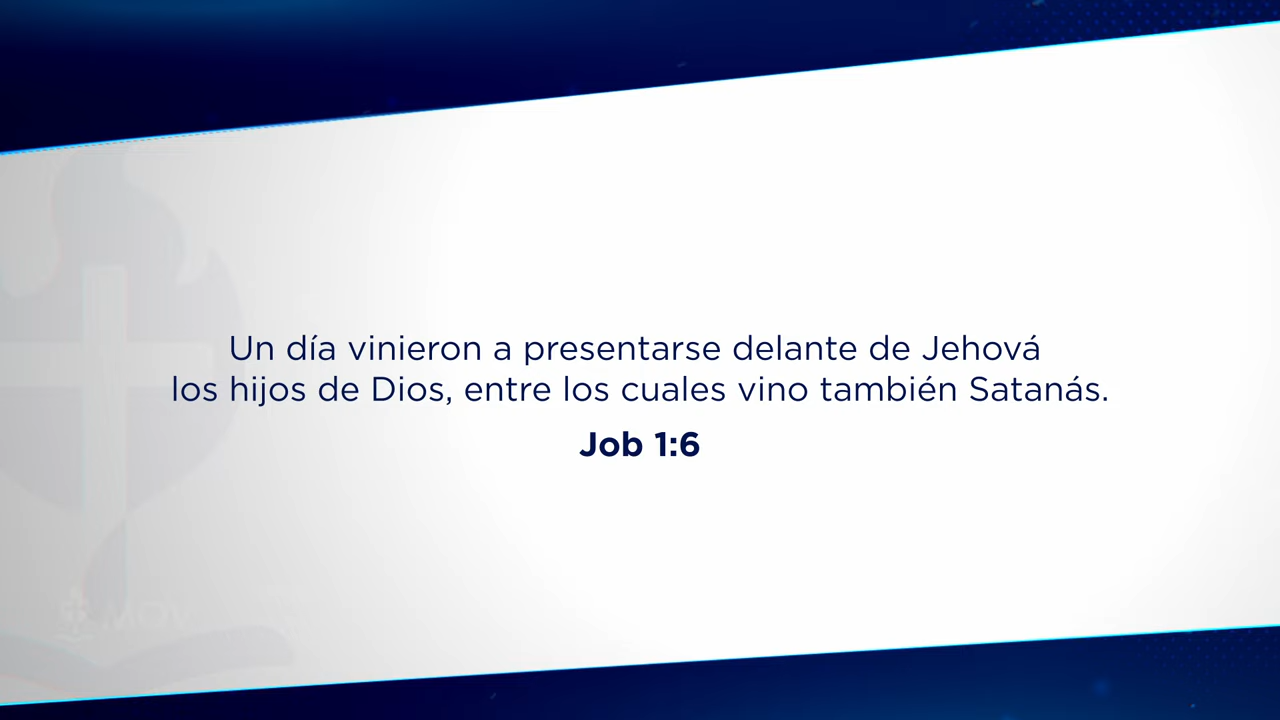 Un día vinieron a presentarse delante de Jehová
los hijos de Dios, entre los cuales vino también Satanás.
Job 1:6